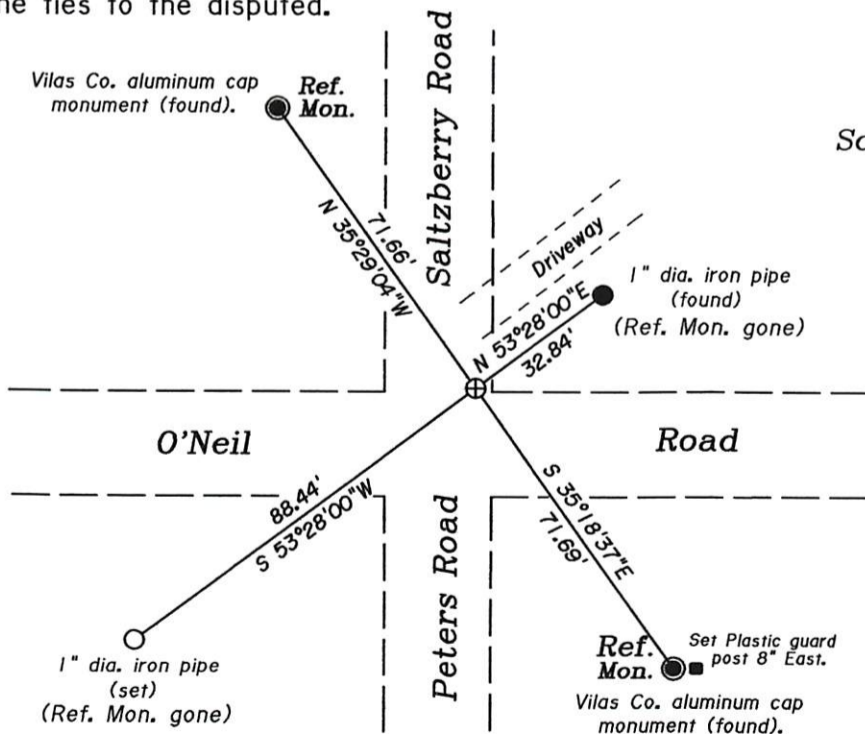 ne ties to the disputed.
Vilas Co. aluminum cap
monument (found).
Ref.
Mon.
Saltzberry Road
Sc
71.66'
N 35°29'04"W
Driveway
1" dia. iron pipe
(found)
(Ref. Mon. gone)
N 53°28'00"E
32.84'
O'Neil
Road
88.44'
S 53°28'00"W
S 35°18'37"E
71.69'
Peters Road
1" dia. iron pipe
(set)
(Ref. Mon. gone)
Ref.
Mon.
Set Plastic guard
post 8" East.
Vilas Co. aluminum cap
monument (found).